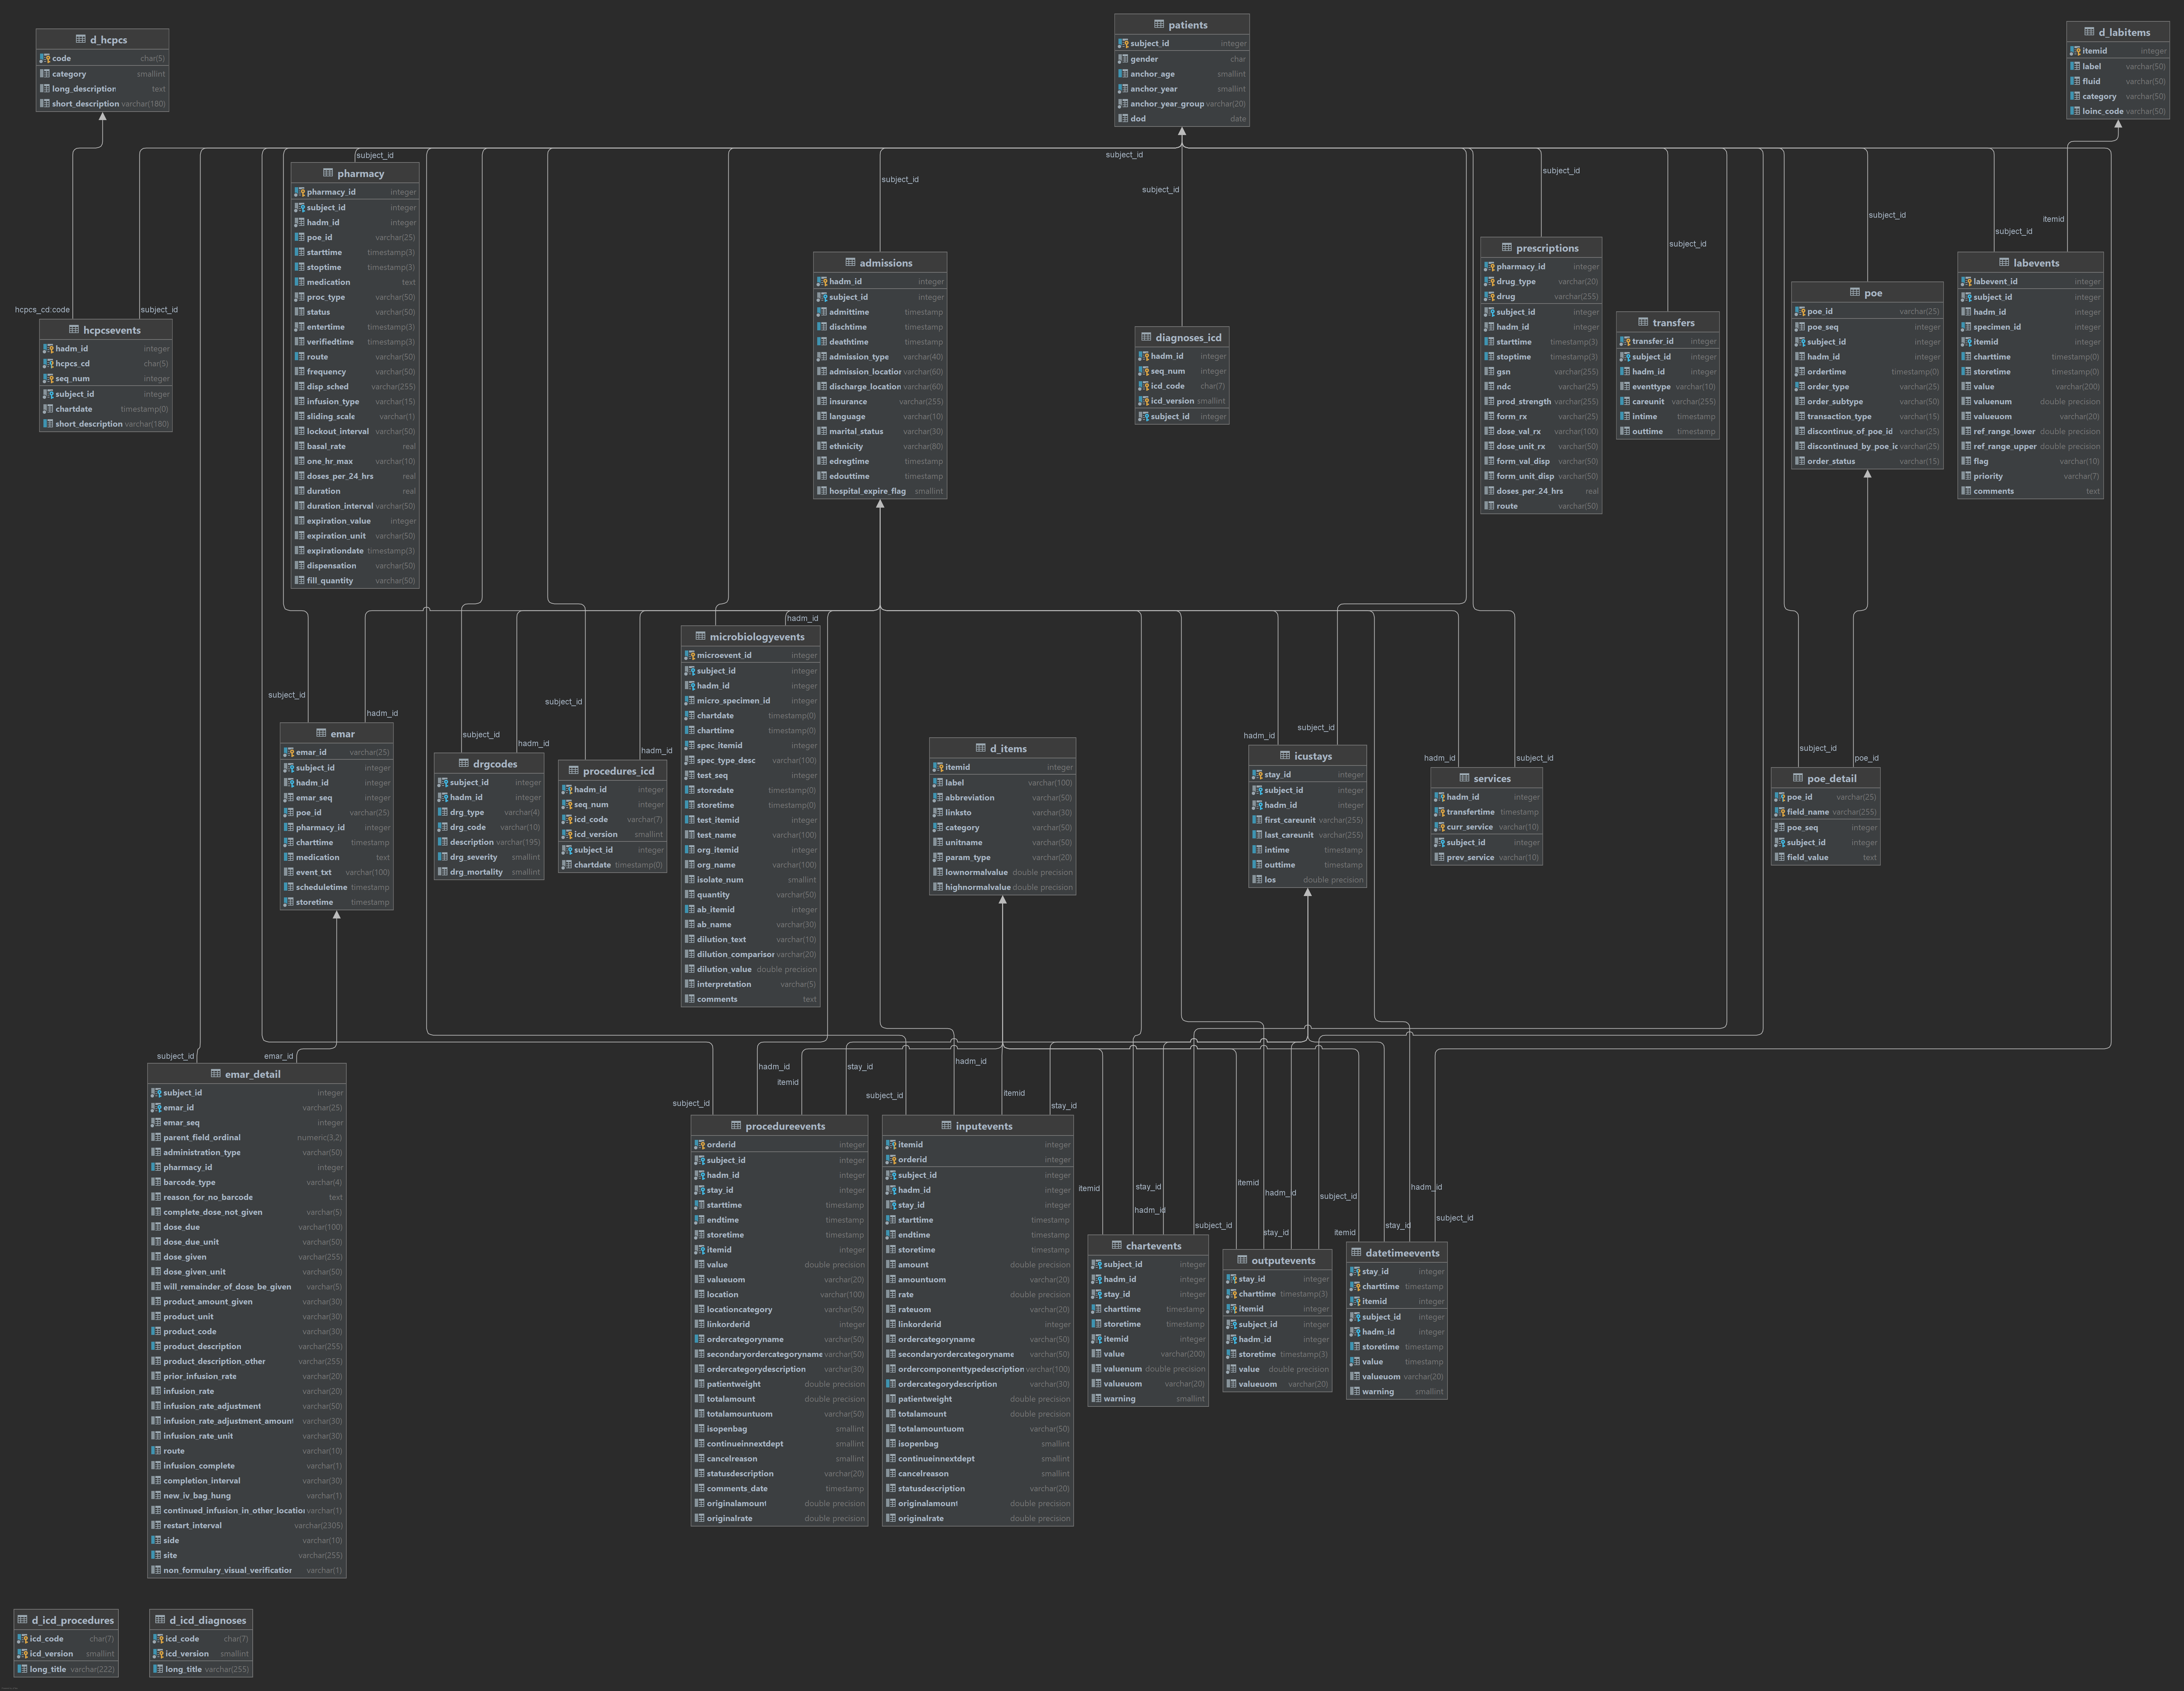 patients
subject_id integer
gender char
anchor_age smallint
anchor_year smallint
anchor_year_group varchar(20)
dod date
d_hcpcs
code char(5)
category smallint
long_description text
short_description varchar(180)
d_labitems
itemid integer
label varchar(50)
fluid varchar(50)
category varchar(50)
loinc_code varchar(50)
subject_id
subject_id
subject_id
subject_id
subject_id
subject_id
subject_id
itemid
subject_id
subject_id
hcpcs_cd:code
subject_id
pharmacy
pharmacy_id integer
subject_id integer
hadm_id integer
poe_id varchar(25)
starttime timestamp(3)
stoptime timestamp(3)
medication text
proc_type varchar(50)
status varchar(50)
entertime timestamp(3)
verifiedtime timestamp(3)
route varchar(50)
frequency varchar(50)
disp_sched varchar(255)
infusion_type varchar(15)
sliding_scale varchar(1)
lockout_interval varchar(50)
basal_rate real
one_hr_max varchar(10)
doses_per_24_hrs real
duration real
duration_interval varchar(50)
expiration_value integer
expiration_unit varchar(50)
expirationdate timestamp(3)
dispensation varchar(50)
fill_quantity varchar(50)
admissions
hadm_id integer
subject_id integer
admittime timestamp
dischtime timestamp
deathtime timestamp
admission_type varchar(40)
admission_location varchar(60)
discharge_location varchar(60)
insurance varchar(255)
language varchar(10)
marital_status varchar(30)
ethnicity varchar(80)
edregtime timestamp
edouttime timestamp
hospital_expire_flag smallint
prescriptions
pharmacy_id integer
drug_type varchar(20)
drug varchar(255)
subject_id integer
hadm_id integer
starttime timestamp(3)
stoptime timestamp(3)
gsn varchar(255)
ndc varchar(25)
prod_strength varchar(255)
form_rx varchar(25)
dose_val_rx varchar(100)
dose_unit_rx varchar(50)
form_val_disp varchar(50)
form_unit_disp varchar(50)
doses_per_24_hrs real
route varchar(50)
labevents
labevent_id integer
subject_id integer
hadm_id integer
specimen_id integer
itemid integer
charttime timestamp(0)
storetime timestamp(0)
value varchar(200)
valuenum double precision
valueuom varchar(20)
ref_range_lower double precision
ref_range_upper double precision
flag varchar(10)
priority varchar(7)
comments text
poe
poe_id varchar(25)
poe_seq integer
subject_id integer
hadm_id integer
ordertime timestamp(0)
order_type varchar(25)
order_subtype varchar(50)
transaction_type varchar(15)
discontinue_of_poe_id varchar(25)
discontinued_by_poe_id varchar(25)
order_status varchar(15)
transfers
transfer_id integer
subject_id integer
hadm_id integer
eventtype varchar(10)
careunit varchar(255)
intime timestamp
outtime timestamp
hcpcsevents
hadm_id integer
hcpcs_cd char(5)
seq_num integer
subject_id integer
chartdate timestamp(0)
short_description varchar(180)
diagnoses_icd
hadm_id integer
seq_num integer
icd_code char(7)
icd_version smallint
subject_id integer
hadm_id
subject_id
hadm_id
subject_id
subject_id
hadm_id
hadm_id
subject_id
hadm_id
hadm_id
subject_id
subject_id
poe_id
microbiologyevents
microevent_id integer
subject_id integer
hadm_id integer
micro_specimen_id integer
chartdate timestamp(0)
charttime timestamp(0)
spec_itemid integer
spec_type_desc varchar(100)
test_seq integer
storedate timestamp(0)
storetime timestamp(0)
test_itemid integer
test_name varchar(100)
org_itemid integer
org_name varchar(100)
isolate_num smallint
quantity varchar(50)
ab_itemid integer
ab_name varchar(30)
dilution_text varchar(10)
dilution_comparison varchar(20)
dilution_value double precision
interpretation varchar(5)
comments text
emar
emar_id varchar(25)
subject_id integer
hadm_id integer
emar_seq integer
poe_id varchar(25)
pharmacy_id integer
charttime timestamp
medication text
event_txt varchar(100)
scheduletime timestamp
storetime timestamp
drgcodes
subject_id integer
hadm_id integer
drg_type varchar(4)
drg_code varchar(10)
description varchar(195)
drg_severity smallint
drg_mortality smallint
procedures_icd
hadm_id integer
seq_num integer
icd_code varchar(7)
icd_version smallint
subject_id integer
chartdate timestamp(0)
d_items
itemid integer
label varchar(100)
abbreviation varchar(50)
linksto varchar(30)
category varchar(50)
unitname varchar(50)
param_type varchar(20)
lownormalvalue double precision
highnormalvalue double precision
icustays
stay_id integer
subject_id integer
hadm_id integer
first_careunit varchar(255)
last_careunit varchar(255)
intime timestamp
outtime timestamp
los double precision
services
hadm_id integer
transfertime timestamp
curr_service varchar(10)
subject_id integer
prev_service varchar(10)
poe_detail
poe_id varchar(25)
field_name varchar(255)
poe_seq integer
subject_id integer
field_value text
subject_id
emar_id
hadm_id
itemid
stay_id
subject_id
subject_id
hadm_id
itemid
stay_id
itemid
stay_id
hadm_id
subject_id
itemid
hadm_id
stay_id
subject_id
itemid
stay_id
hadm_id
subject_id
emar_detail
subject_id integer
emar_id varchar(25)
emar_seq integer
parent_field_ordinal numeric(3,2)
administration_type varchar(50)
pharmacy_id integer
barcode_type varchar(4)
reason_for_no_barcode text
complete_dose_not_given varchar(5)
dose_due varchar(100)
dose_due_unit varchar(50)
dose_given varchar(255)
dose_given_unit varchar(50)
will_remainder_of_dose_be_given varchar(5)
product_amount_given varchar(30)
product_unit varchar(30)
product_code varchar(30)
product_description varchar(255)
product_description_other varchar(255)
prior_infusion_rate varchar(20)
infusion_rate varchar(20)
infusion_rate_adjustment varchar(50)
infusion_rate_adjustment_amount varchar(30)
infusion_rate_unit varchar(30)
route varchar(10)
infusion_complete varchar(1)
completion_interval varchar(30)
new_iv_bag_hung varchar(1)
continued_infusion_in_other_location varchar(1)
restart_interval varchar(2305)
side varchar(10)
site varchar(255)
non_formulary_visual_verification varchar(1)
procedureevents
orderid integer
subject_id integer
hadm_id integer
stay_id integer
starttime timestamp
endtime timestamp
storetime timestamp
itemid integer
value double precision
valueuom varchar(20)
location varchar(100)
locationcategory varchar(50)
linkorderid integer
ordercategoryname varchar(50)
secondaryordercategoryname varchar(50)
ordercategorydescription varchar(30)
patientweight double precision
totalamount double precision
totalamountuom varchar(50)
isopenbag smallint
continueinnextdept smallint
cancelreason smallint
statusdescription varchar(20)
comments_date timestamp
originalamount double precision
originalrate double precision
inputevents
itemid integer
orderid integer
subject_id integer
hadm_id integer
stay_id integer
starttime timestamp
endtime timestamp
storetime timestamp
amount double precision
amountuom varchar(20)
rate double precision
rateuom varchar(20)
linkorderid integer
ordercategoryname varchar(50)
secondaryordercategoryname varchar(50)
ordercomponenttypedescription varchar(100)
ordercategorydescription varchar(30)
patientweight double precision
totalamount double precision
totalamountuom varchar(50)
isopenbag smallint
continueinnextdept smallint
cancelreason smallint
statusdescription varchar(20)
originalamount double precision
originalrate double precision
chartevents
subject_id integer
hadm_id integer
stay_id integer
charttime timestamp
storetime timestamp
itemid integer
value varchar(200)
valuenum double precision
valueuom varchar(20)
warning smallint
outputevents
stay_id integer
charttime timestamp(3)
itemid integer
subject_id integer
hadm_id integer
storetime timestamp(3)
value double precision
valueuom varchar(20)
datetimeevents
stay_id integer
charttime timestamp
itemid integer
subject_id integer
hadm_id integer
storetime timestamp
value timestamp
valueuom varchar(20)
warning smallint
d_icd_procedures
icd_code char(7)
icd_version smallint
long_title varchar(222)
d_icd_diagnoses
icd_code char(7)
icd_version smallint
long_title varchar(255)